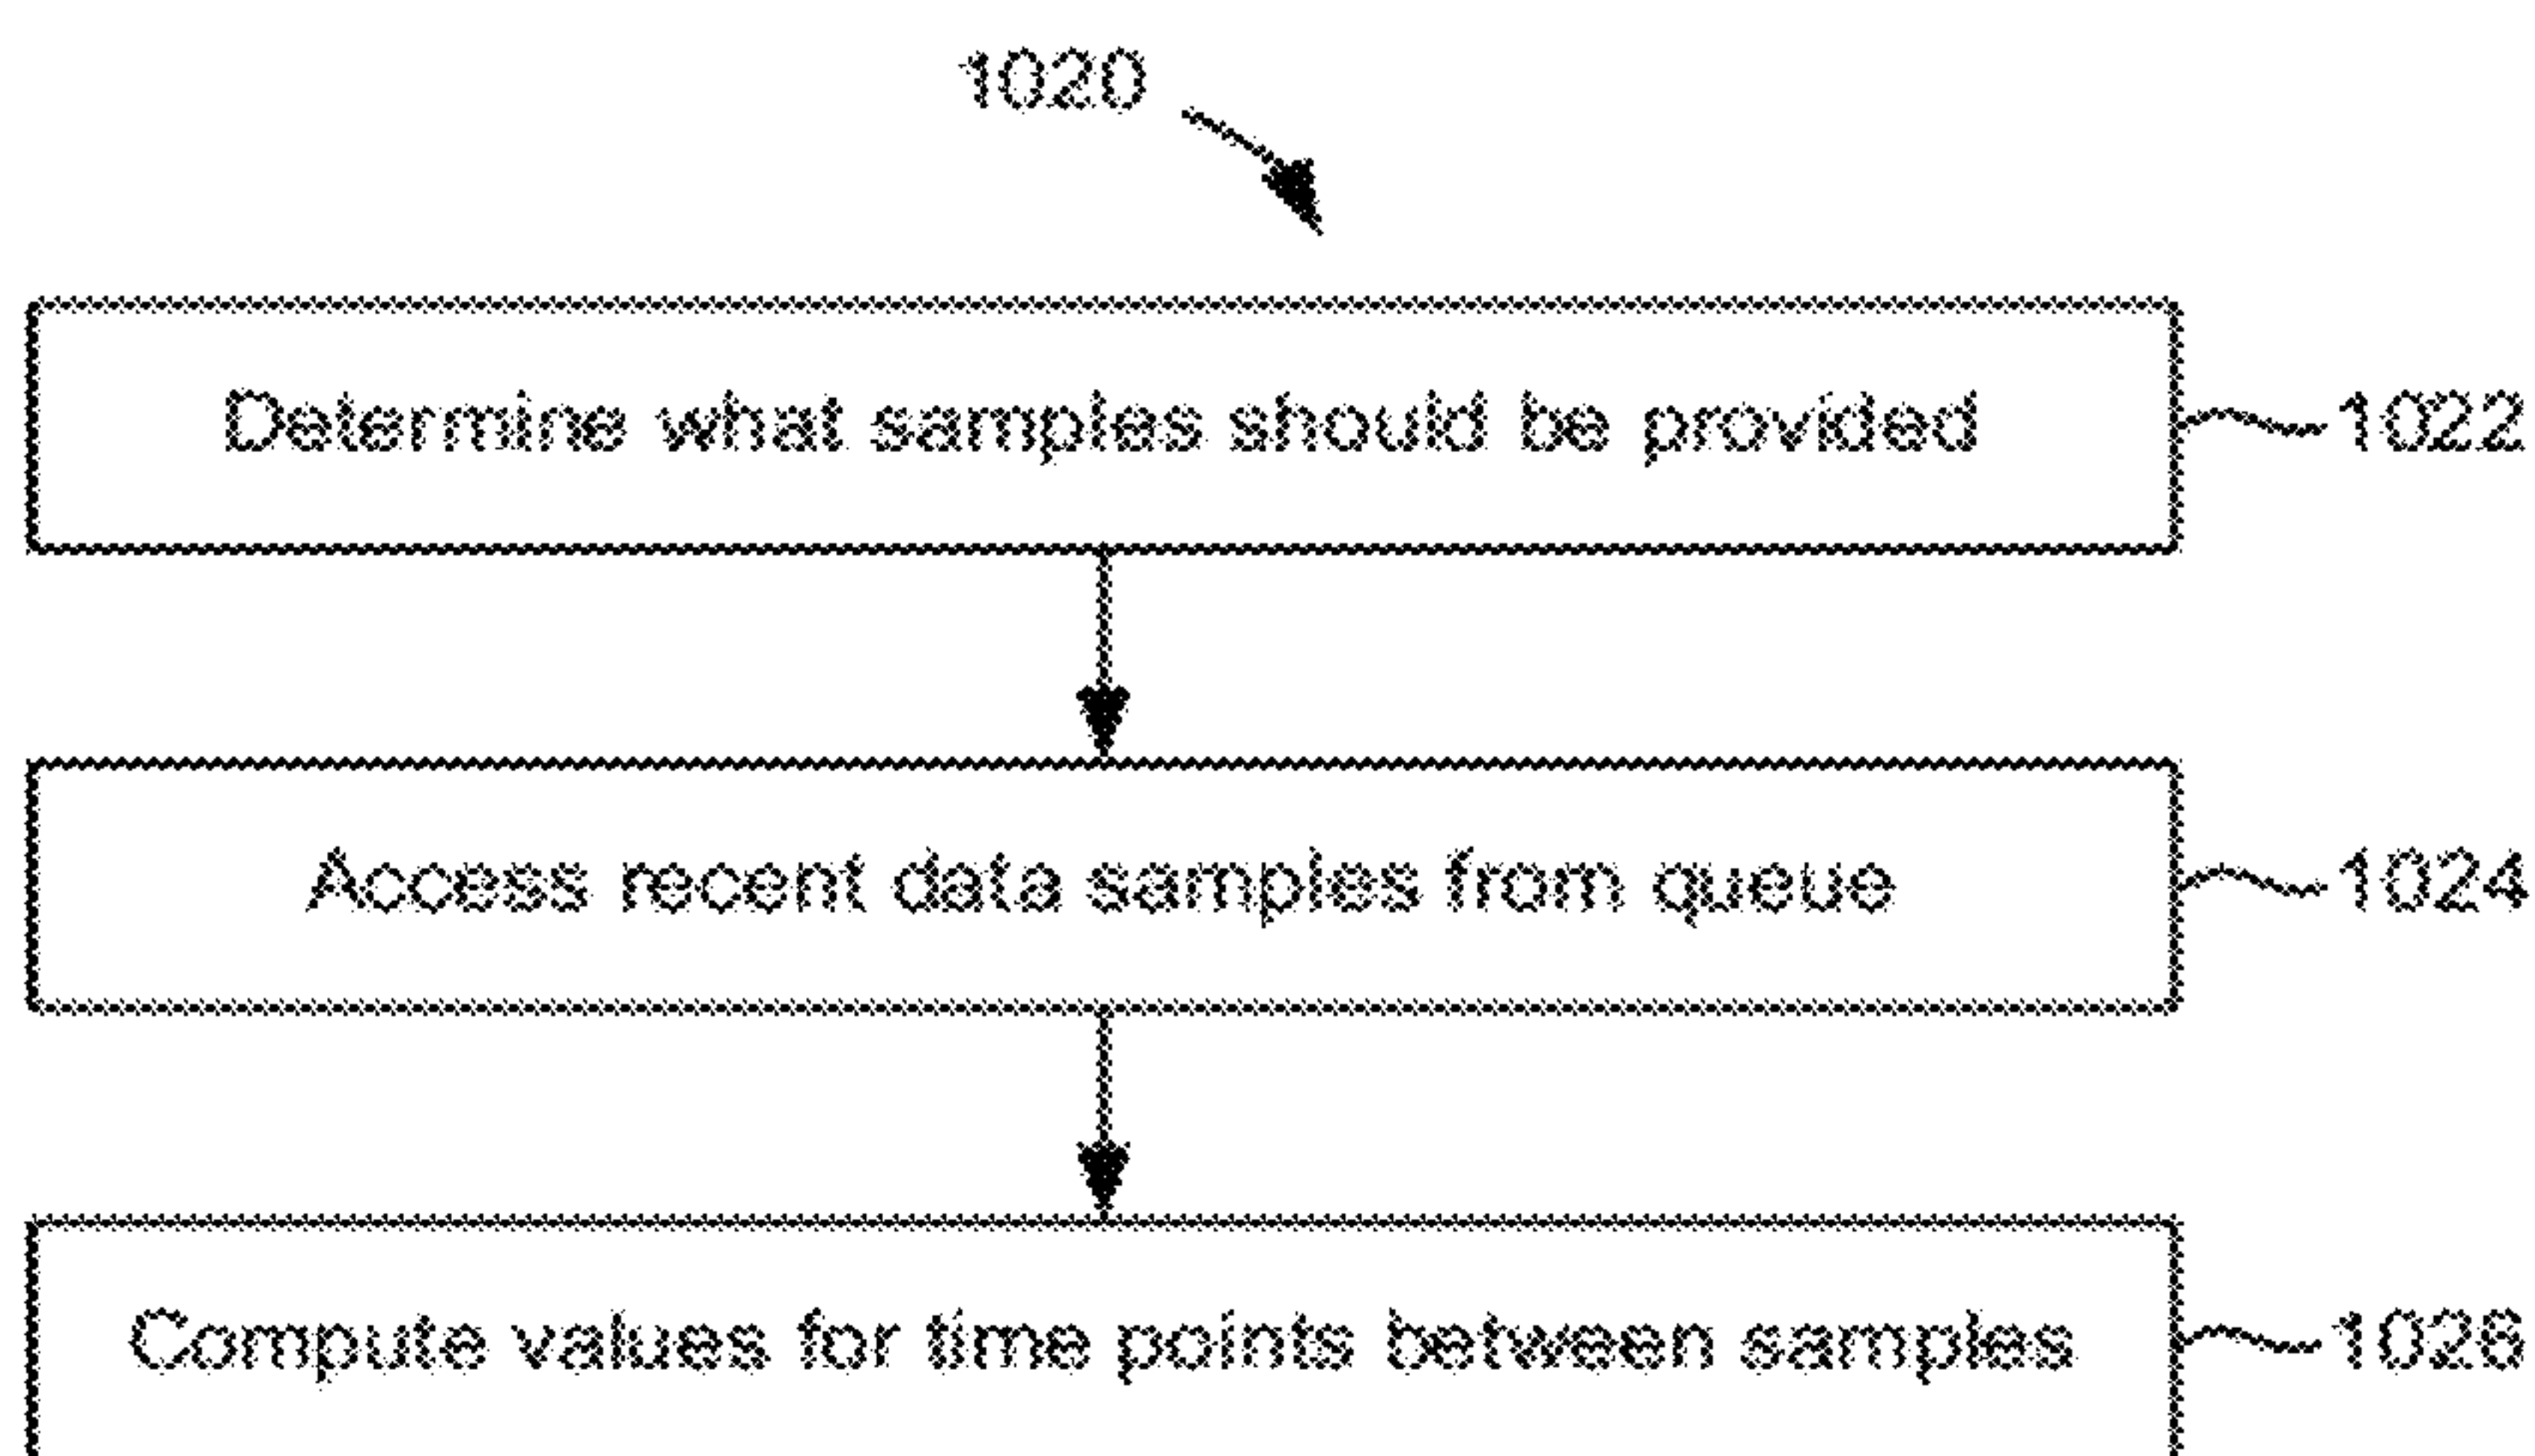 1020
Determine what samples should be provided
1022
Access recent data samples from queue
1024
Compute values for time points between samples
1026